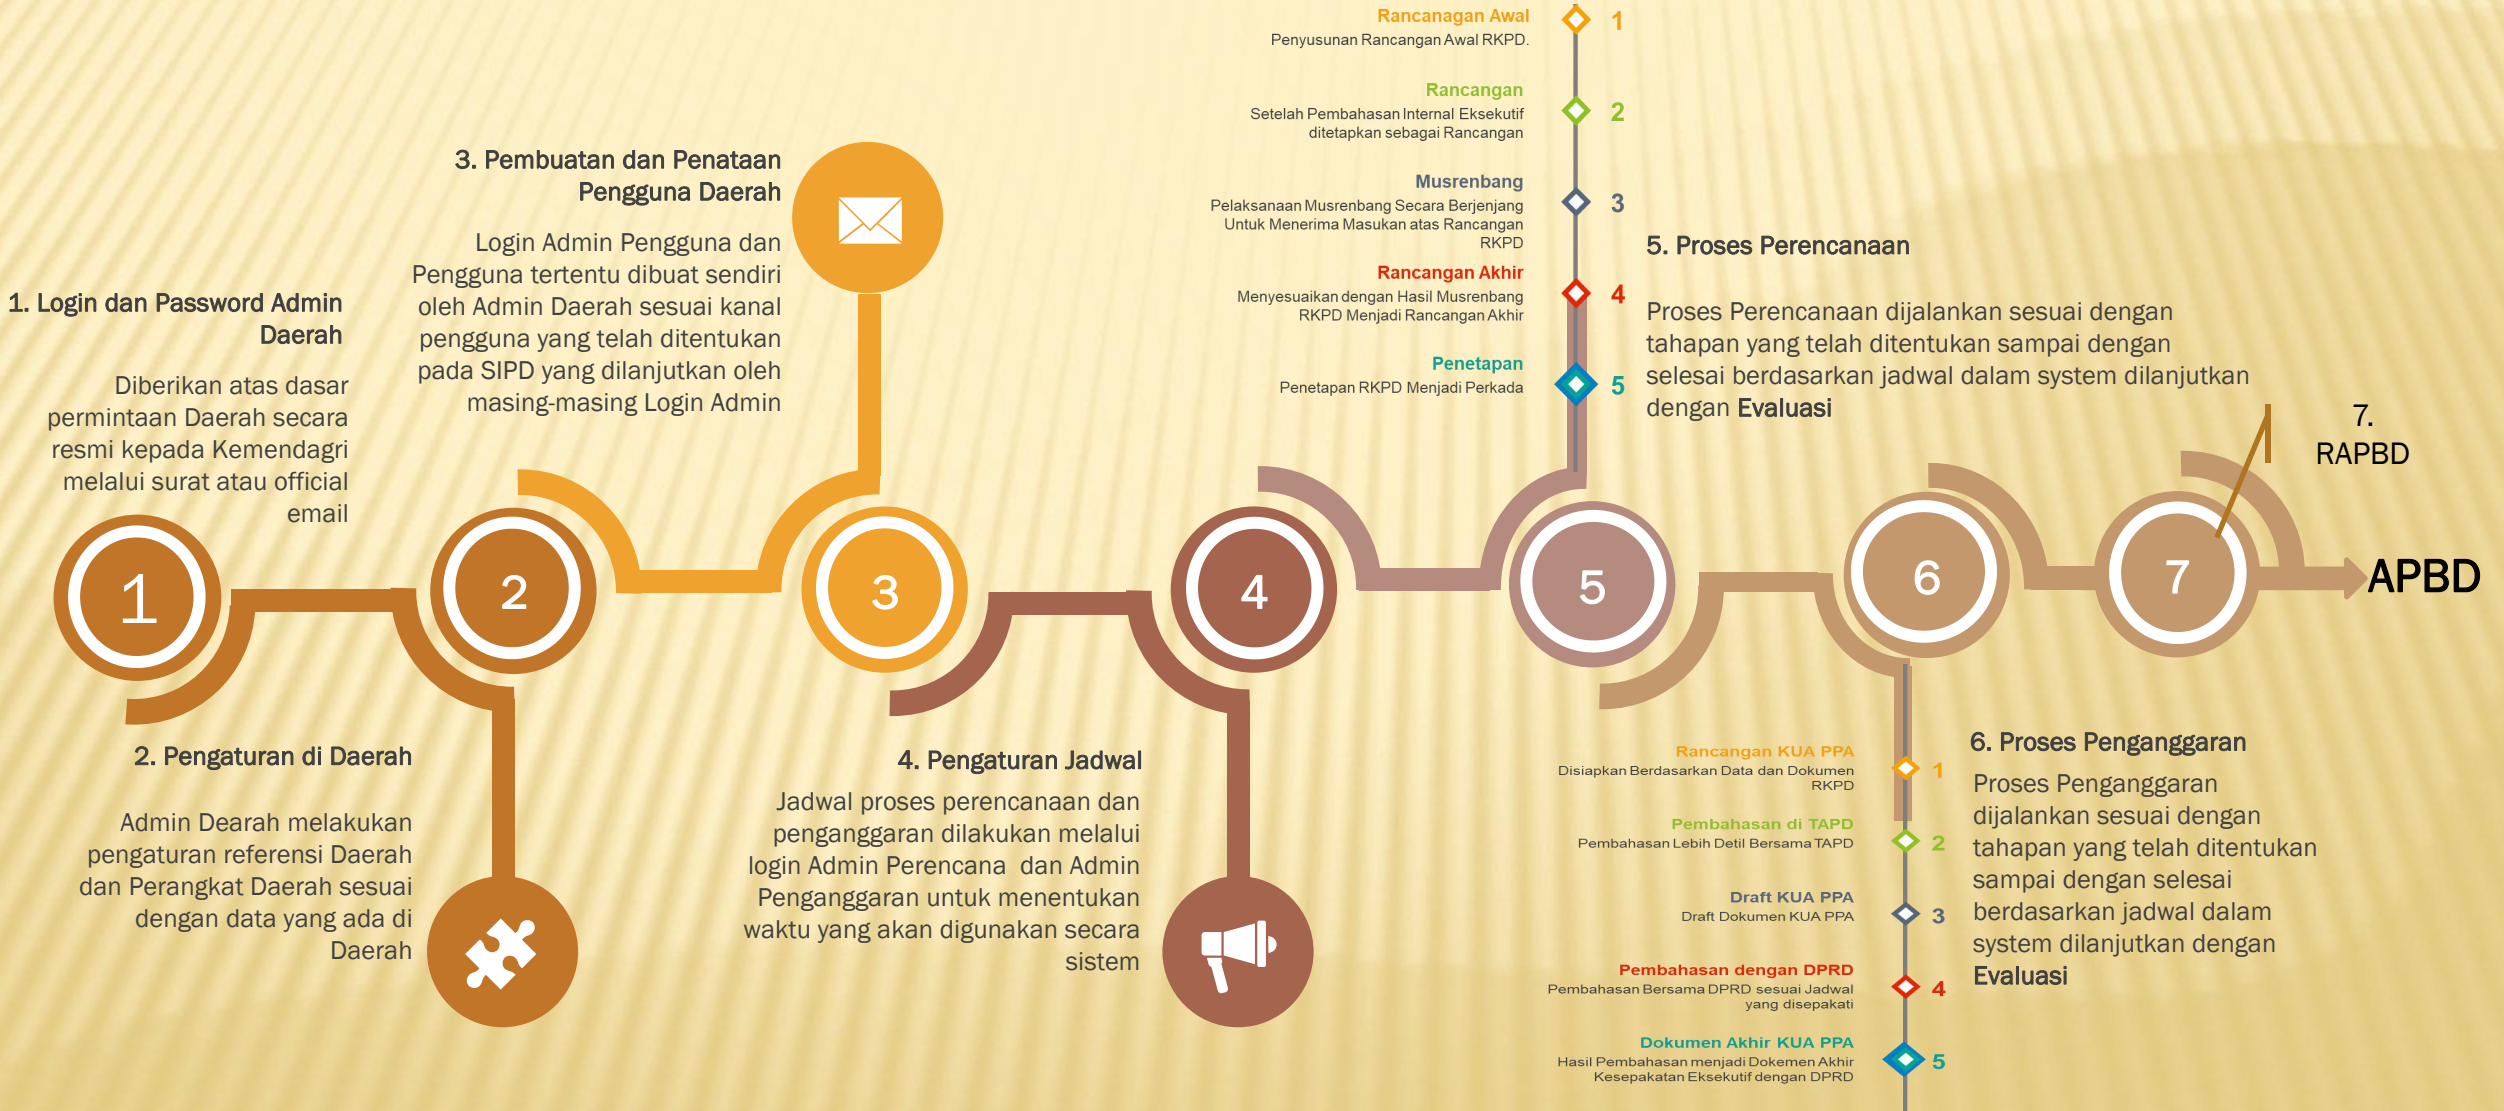 1. Login dan Password Admin
Daerah
Diberikan atas dasar
permintaan Daerah secara
resmi kepada Kemendagri
melalui surat atau official
email
1
2. Pengaturan di Daerah
Admin Dearah melakukan
pengaturan referensi Daerah
dan Perangkat Daerah sesuai
dengan data yang ada di
Daerah
2
3. Pembuatan dan Penataan
Pengguna Daerah
Login Admin Pengguna dan
Pengguna tertentu dibuat sendiri
oleh Admin Daerah sesuai kanal
pengguna yang telah ditentukan
pada SIPD yang dilanjutkan oleh
masing-masing Login Admin
3
4. Pengaturan Jadwal
Jadwal proses perencanaan dan
penganggaran dilakukan melalui
login Admin Perencana dan Admin
Penganggaran untuk menentukan
waktu yang akan digunakan secara
sistem
4
Rancanagan Awal
Penyusunan Rancangan Awal RKPD.
1
Rancangan
Setelah Pembahasan Internal Eksekutif
ditetapkan sebagai Rancangan
2
Musrenbang
Pelaksanaan Musrenbang Secara Berjenjang
Untuk Menerima Masukan atas Rancangan
RKPD
3
Rancangan Akhir
Menyesuaikan dengan Hasil Musrenbang
RKPD Menjadi Rancangan Akhir
4
Penetapan
Penetapan RKPD Menjadi Perkada
5
5. Proses Perencanaan
Proses Perencanaan dijalankan sesuai dengan
tahapan yang telah ditentukan sampai dengan
selesai berdasarkan jadwal dalam system dilanjutkan
dengan Evaluasi
5
Rancangan KUA PPA
Disiapkan Berdasarkan Data dan Dokumen
RKPD
1
Pembahasan di TAPD
Pembahasan Lebih Detil Bersama TAPD
2
Draft KUA PPA
Draft Dokumen KUA PPA
3
Pembahasan dengan DPRD
Pembahasan Bersama DPRD sesuai Jadwal
yang disepakati
4
Dokumen Akhir KUA PPA
Hasil Pembahasan menjadi Dokemen Akhir
Kesepakatan Eksekutif dengan DPRD
5
6. Proses Penganggaran
Proses Penganggaran
dijalankan sesuai dengan
tahapan yang telah ditentukan
sampai dengan selesai
berdasarkan jadwal dalam
system dilanjutkan dengan
Evaluasi
6
7.
RAPBD
7
APBD